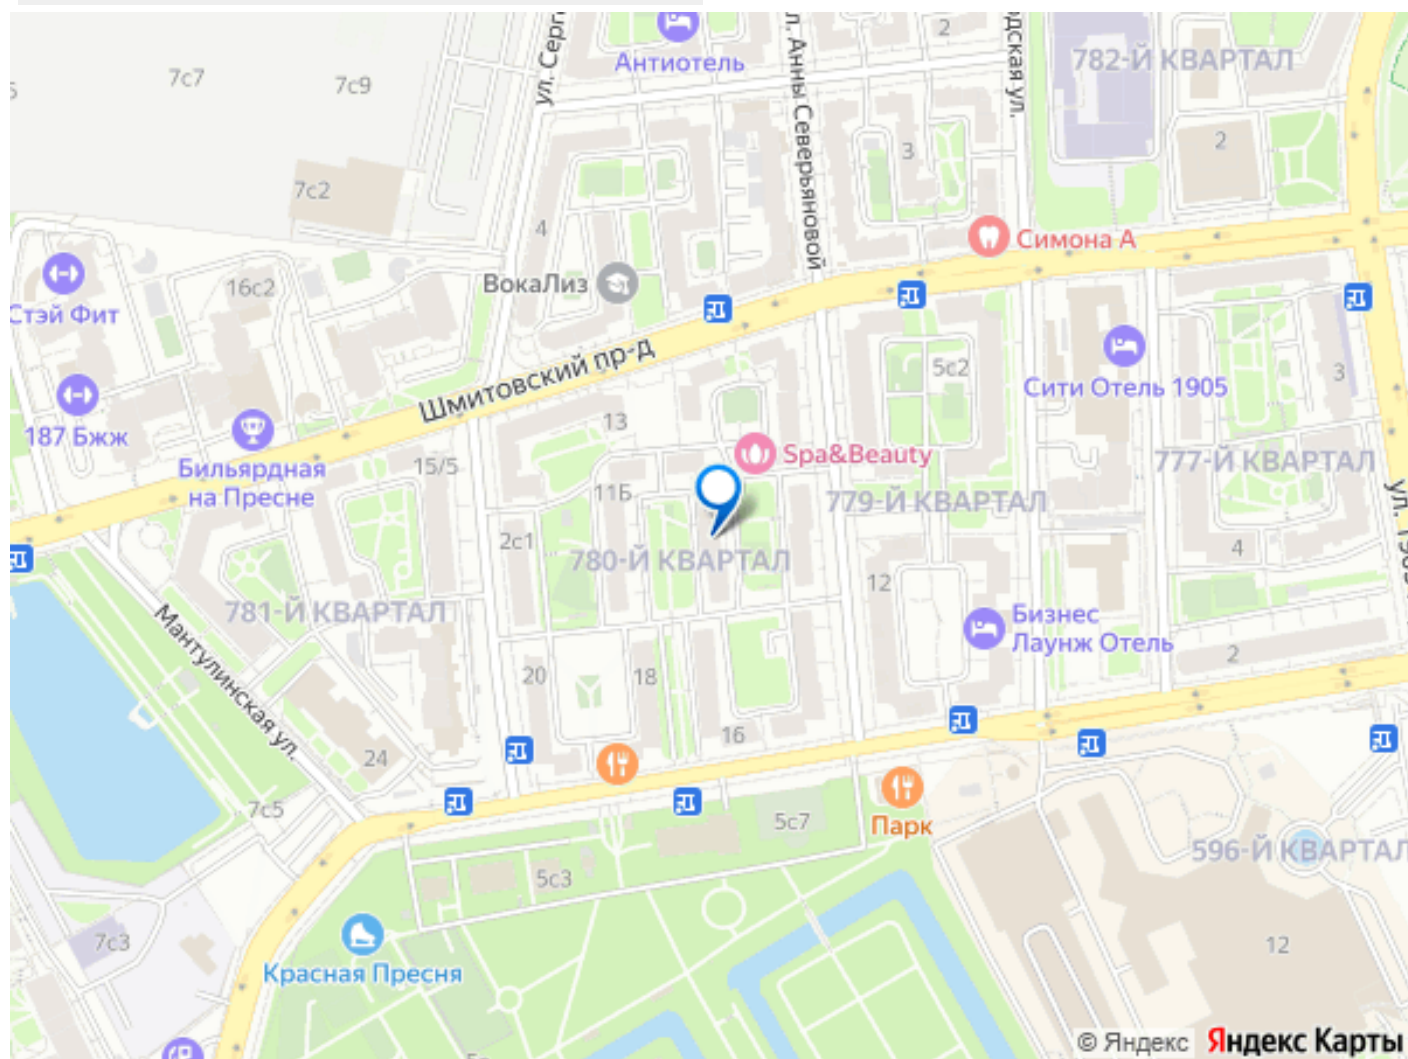 Антиотель
2
782-Й КВАРТАЛ
7с7
7с9
ул. Анны Северьяновой
3
2
7с2
4
Симона А
ВокаЛиз
16с2
Стэй Фит
Шмитовский пр-д
5с2
Сити Отель 1905
3
187 Бжж
13
Бильярдная
на Пресне
15/5
Spa&Beauty
777-Й КВАРТАЛ
11Б
779-Й КВАРТАЛ
2с1
780-Й КВАРТАЛ
4
12
781-Й КВАРТАЛ
Бизнес
Лаунж Отель
Мантулинская ул.
2
20
18
16
24
7с5
5с7
Парк
596-Й КВАРТАЛ
5с3
7с3
12
Красная Пресня
© Яндекс Яндекс Карты